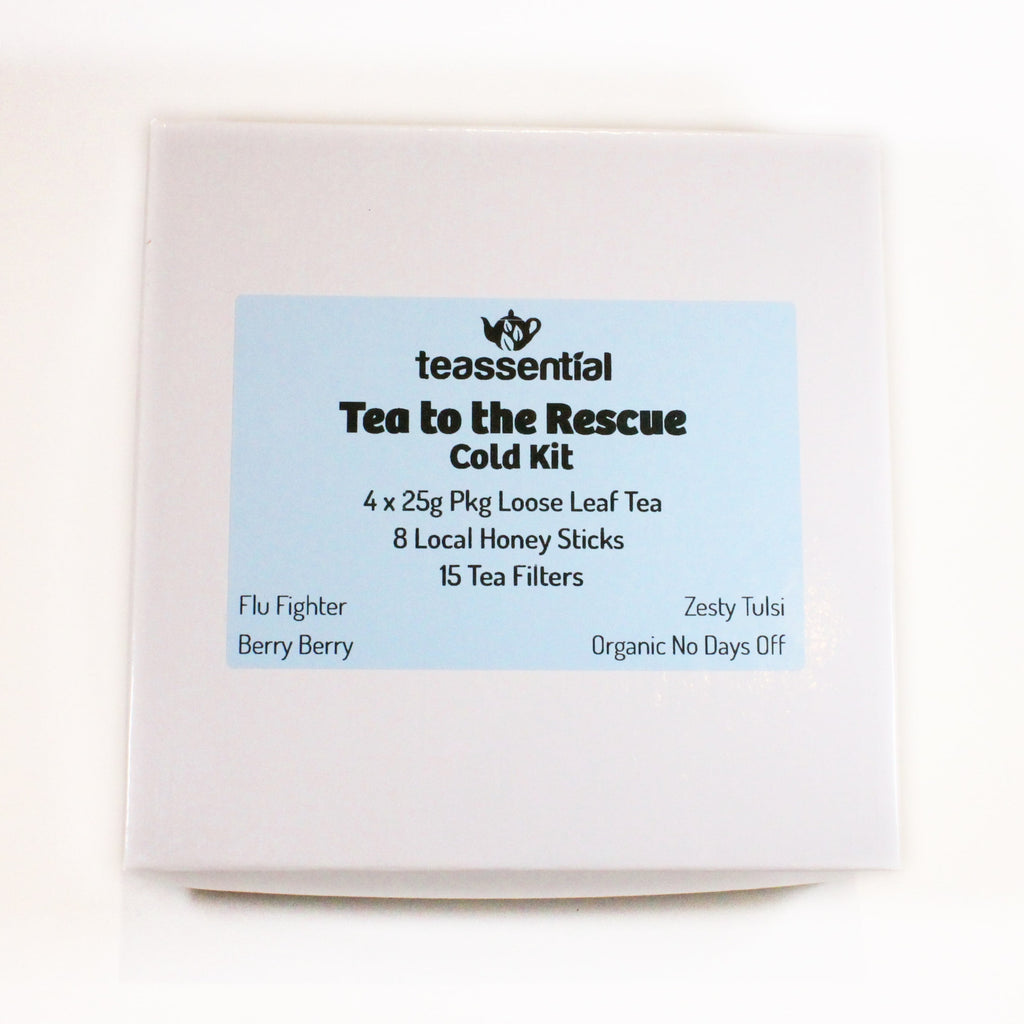 teassential
Tea to the Rescue
Cold Kit
4 x 25g Pkg Loose Leaf Tea
8 Local Honey Sticks
15 Tea Filters
Flu Fighter
Zesty Tulsi
Berry Berry
Organic No Days Off